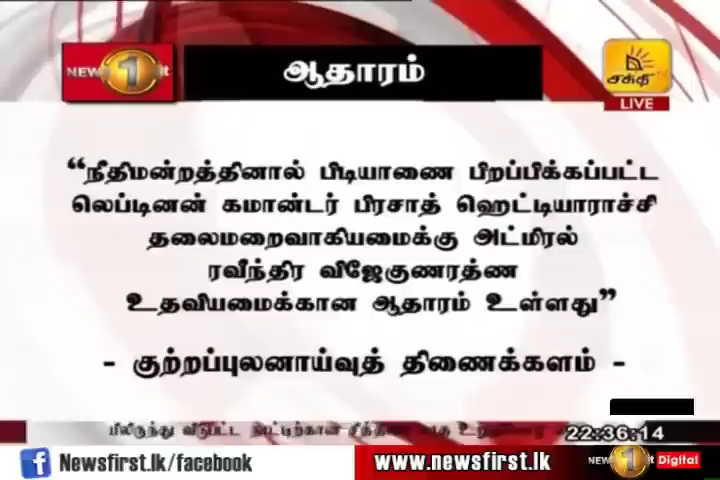 NEWS 1st
ஆதாரம்
சக்தி TV
LIVE
“நீதிமன்றத்தினால் பிடியாணை பிறப்பிக்கப்பட்ட
லெப்டினன் கமாண்டர் பிரசாத் ஹெட்டியாராச்சி
தலைமறைவாகியமைக்கு அட்மிரல்
ரவீந்திர விஜேகுணரத்ண
உதவியமைக்கான ஆதாரம் உள்ளது”
- குற்றப்புலனாய்வுத் திணைக்களம் -
22:36:14
Newsfirst.lk/facebook
www.newsfirst.lk
NEWS 1st Digital